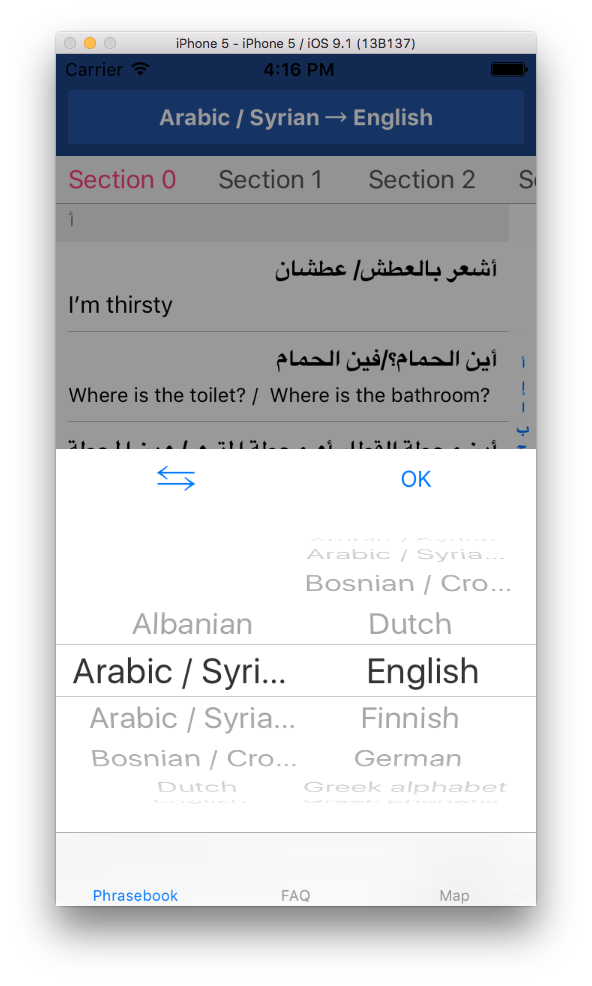 iPhone 5 - iPhone 5 / iOS 9.1 (13B137)
Carrier 4:16 PM
Arabic / Syrian → English
Section 0 Section 1 Section 2
أ
أشعر بالعطش/ عطشان
I’m thirsty
أين الحمام؟/فين الحمام
Where is the toilet? / Where is the bathroom?
أ
إ
ا
ب
OK
Arabic / Syria...
Bosnian / Cro...
Albanian Dutch
Arabic / Syri... English
Arabic / Syria... Finnish
Bosnian / Cro... German
Dutch Greek alphabet
English
Phrasebook FAQ Map